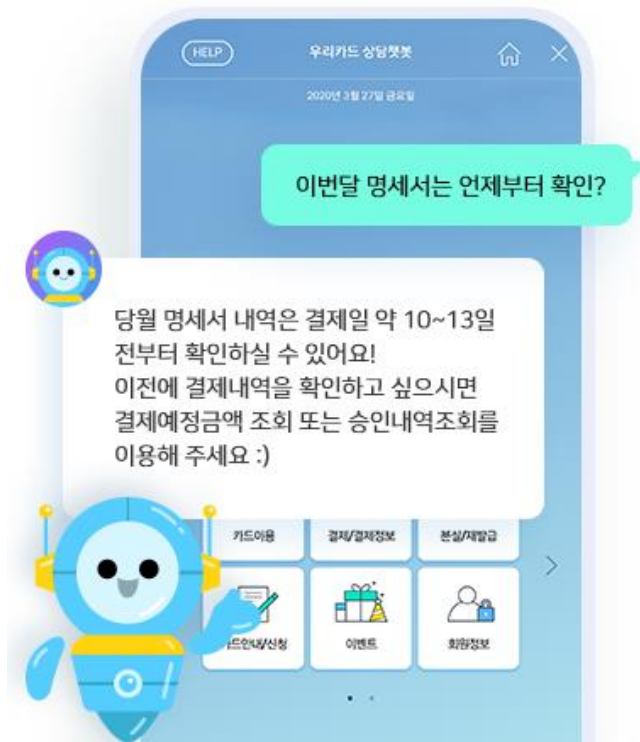 HELP
우리카드 상담챗봇
2020년 3월 27일 금요일
이번달 명세서는 언제부터 확인?
당월 명세서 내역은 결제일 약 10~13일
전부터 확인하실 수 있어요!
이전에 결제내역을 확인하고 싶으시면
결제예정금액 조회 또는 승인내역조회를
이용해 주세요 :)
카드이용
결제/결제정보
분실/재발급
카드안내/신청
이벤트
회원정보